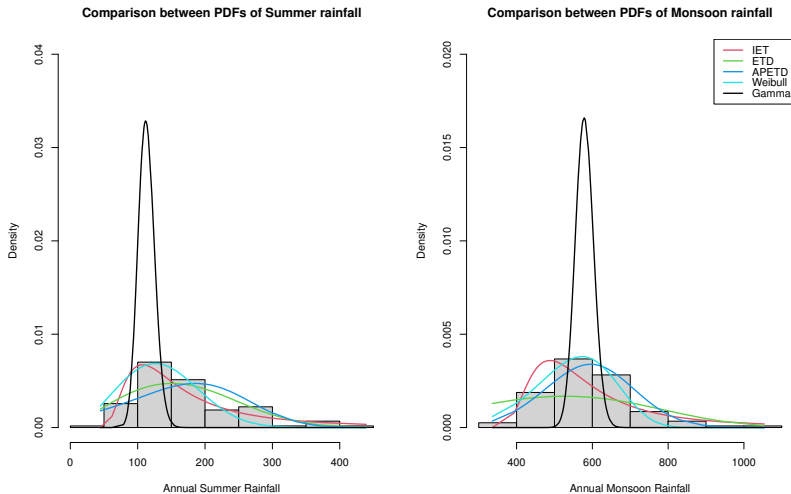 Comparison between PDFs of Summer rainfall
0.04
0.03
0.02
0.01
0.00
Density
0
100
200
300
400
Annual Summer Rainfall
Comparison between PDFs of Monsoon rainfall
IET
ETD
APETD
Weibull
Gamma
0.020
0.015
0.010
0.005
0.000
Density
400
600
800
1000
Annual Monsoon Rainfall